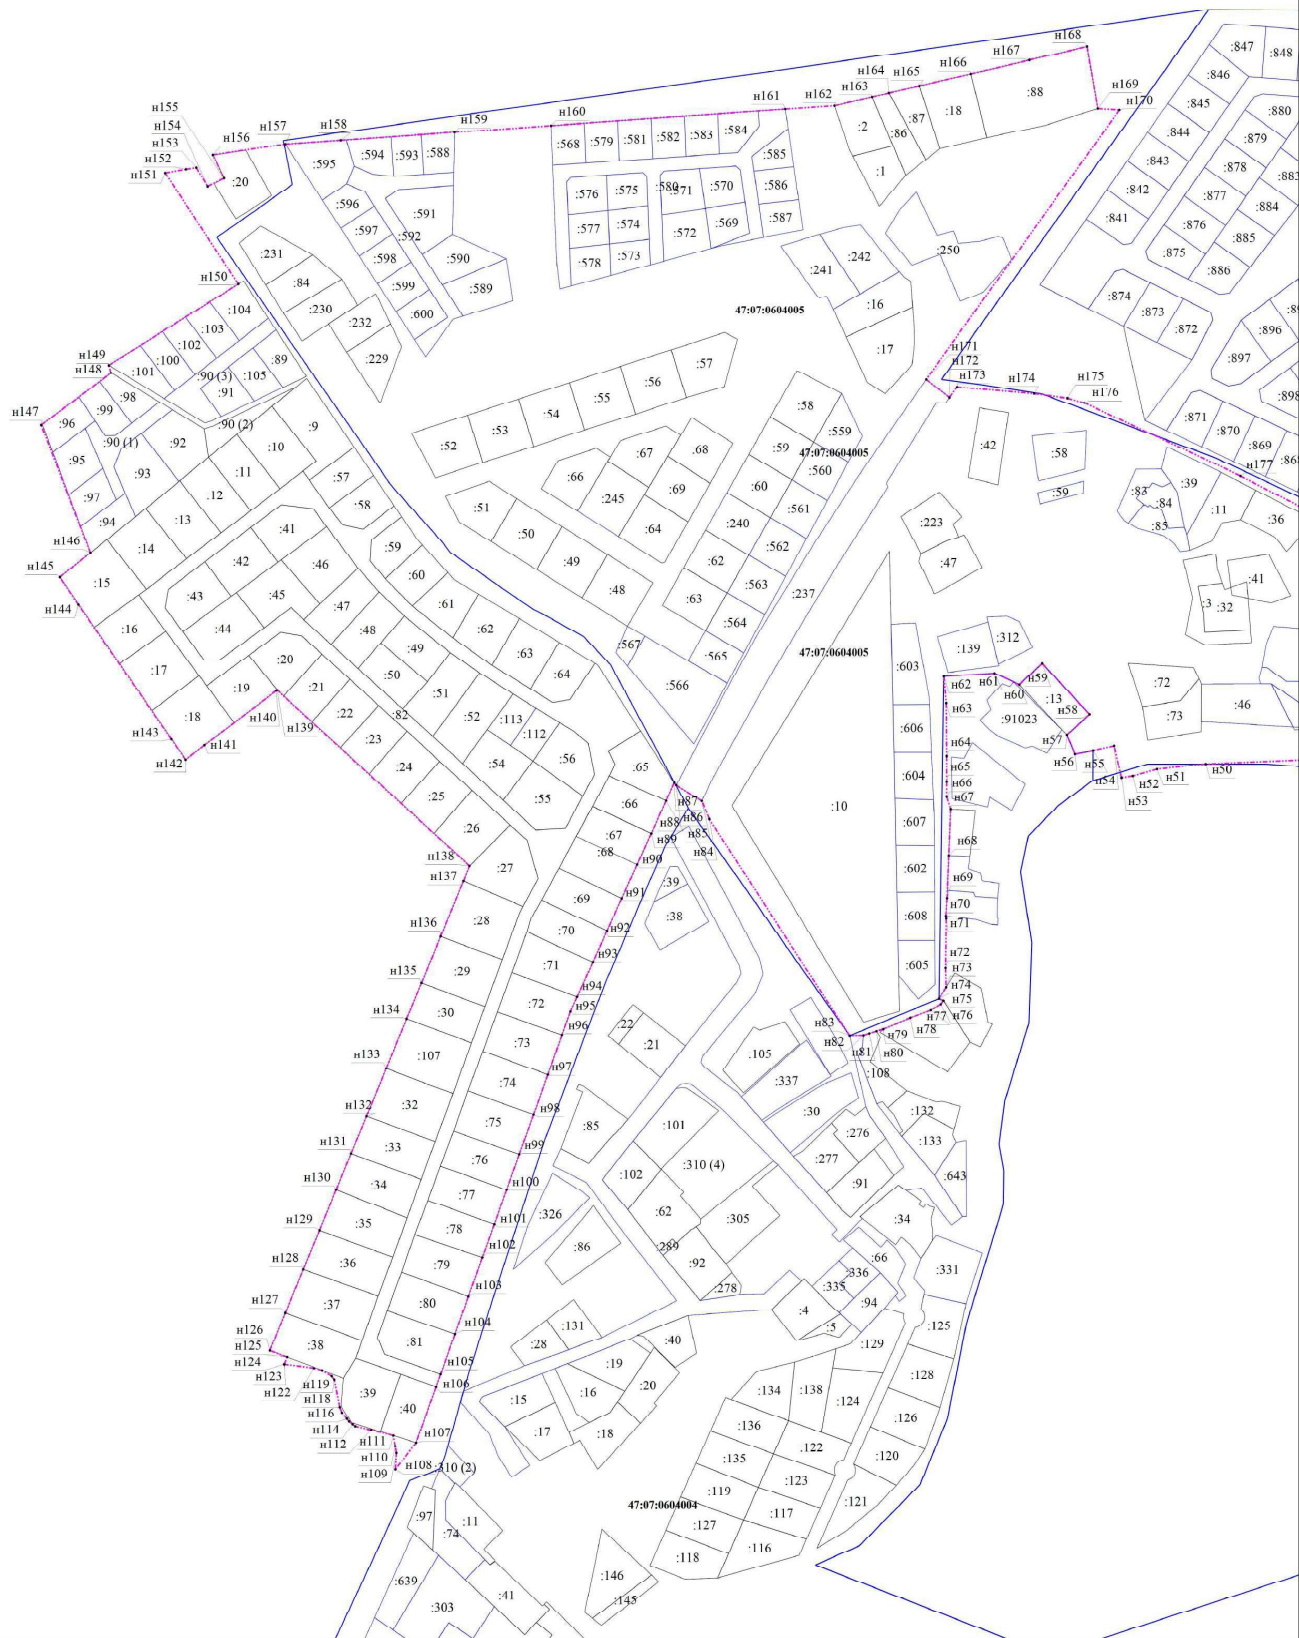 н168
:847
:848
н167
н166
:846
н164
н165
:88
н163
н162
н161
н160
н159
н158
н157
н156
н155
н154
н153
н152
н151
н169
н170
:845
:880
:844
:879
:843
:878
:842
:877
:884
:841
:876
:885
:875
:886
:2
:86
:87
:18
:1
:568
:579
:581
:582
:583
:584
:585
:586
:587
:576
:575
:580
:571
:570
:577
:574
:572
:569
:578
:573
:595
:594
:593
:588
:596
:591
:597
:592
:598
:590
:599
:589
:600
:20
:231
:84
:230
:232
:229
:250
:241
:242
:16
:17
47:07:0604005
н150
:104
:103
:102
:100
:101
:89
:105
:90 (3)
:91
н149
н148
:98
:99
:96
н147
:95
:90 (1)
:92
:90 (2)
:9
:93
:97
:94
:10
:11
:12
:13
:14
:15
н146
н145
н144
:57
:56
:55
:54
:53
:52
:874
:873
:872
:896
:897
:898
:871
:870
:869
н171
н172
н173
н174
н175
н176
н177
:58
:559
:59
:560
47:07:0604005
:60
:561
:240
:562
:62
:563
:63
:564
:565
:566
:567
:68
:67
:66
:69
:245
:64
:51
:50
:49
:48
:42
:58
:59
:83
:84
:85
:39
:11
:36
:41
:3
:32
:223
:47
:237
47:07:0604005
:57
:58
:59
:60
:61
:62
:63
:64
:41
:42
:46
:43
:45
:47
:44
:48
:49
:50
:51
:52
:82
:113
:112
:54
:55
:56
:16
:17
:18
:19
:20
:21
:22
:23
:24
:25
:26
:27
:28
:29
:30
:107
:32
:33
:34
:35
:36
:37
:38
:39
:40
н143
н142
н141
н140
н139
н138
н137
н136
н135
н134
н133
н132
н131
н130
н129
н128
н127
н126
н125
н124
н123
н122
н119
н118
н116
н114
н112
н111
н110
н109
н108
н107
н106
н105
н104
н103
н102
н101
н100
н99
н98
н97
н96
н95
н94
н93
н92
н91
н90
н89
н88
н87
н86
н85
н84
:65
:66
:67
:68
:69
:70
:71
:72
:73
:74
:75
:76
:77
:78
:79
:80
:81
:603
:606
:604
:607
:602
:608
:605
:10
:139
:312
:13
:91023
:72
:73
:46
н59
н60
н61
н62
н63
н64
н65
н66
н67
н68
н69
н70
н71
н72
н73
н74
н75
н76
н77
н78
н79
н80
н81
н82
н83
н58
н57
н56
н55
н54
н53
н52
н51
н50
:39
:38
:22
:21
:105
:337
:30
:108
:132
:133
:643
:276
:277
:91
:85
:101
:102
:310 (4)
:62
:305
:289
:92
:278
:326
:86
:34
:66
:336
:335
:94
:331
:4
:5
:129
:125
:128
:126
:120
:121
:131
:28
:40
:19
:20
:15
:16
:17
:18
:134
:138
:124
:136
:122
:135
:123
:119
:117
:127
:116
:118
47:07:0604004
:310 (2)
:97
:11
:74
:639
:303
:41
:146
:145